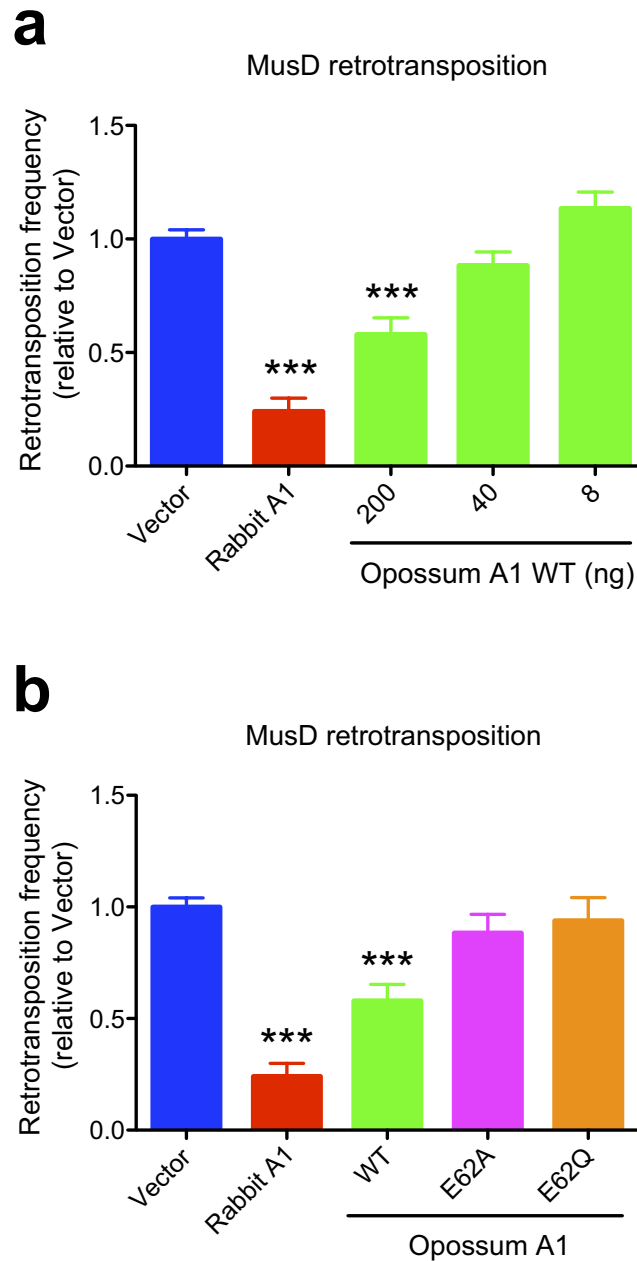 a
MusD retrotransposition
Retrotransposition frequency
(relative to Vector)
1.5
1.0
0.5
0.0
***
***
Vector
Rabbit A1
200
40
8
Opossum A1 WT (ng)
b
MusD retrotransposition
Retrotransposition frequency
(relative to Vector)
1.5
1.0
0.5
0.0
***
***
Vector
Rabbit A1
WT
E62A
E62Q
Opossum A1